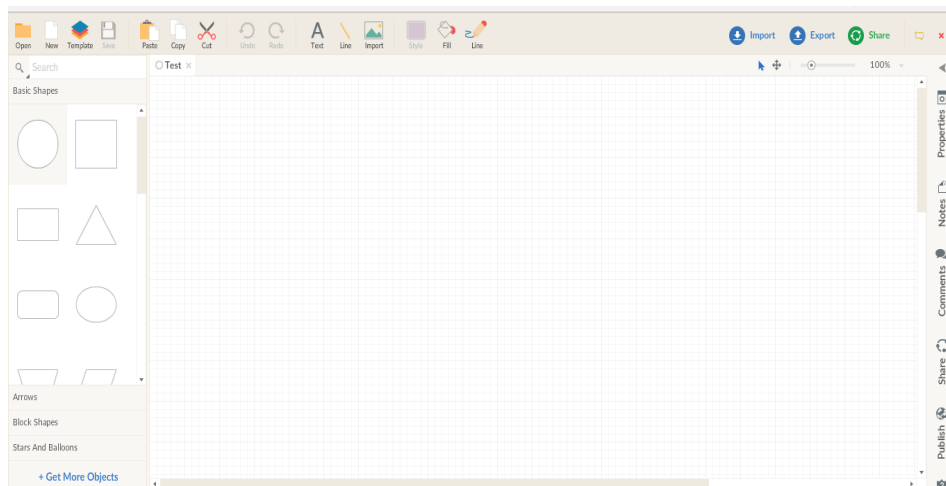 Import Export Share
Open New Template Save Paste Copy Cut Undo Redo Text Line Import Style Fill Line
Search
Test × 100%
Basic Shapes
Arrows
Block Shapes
Stars And Balloons
+ Get More Objects
Properties
Notes
Comments
Share
Publish